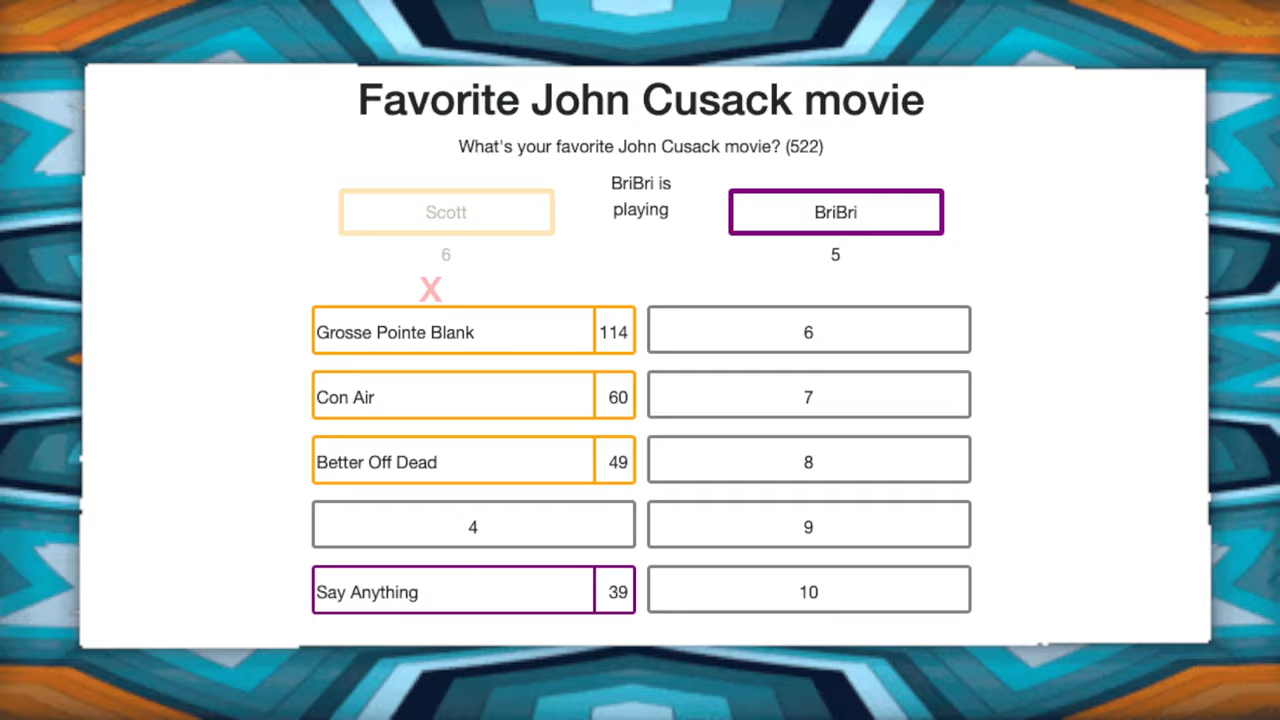 Favorite John Cusack movie
What's your favorite John Cusack movie? (522)
BriBri is
playing
Scott
BriBri
6
5
X
Grosse Pointe Blank 114
6
Con Air 60
7
Better Off Dead 49
8
4
9
Say Anything 39
10